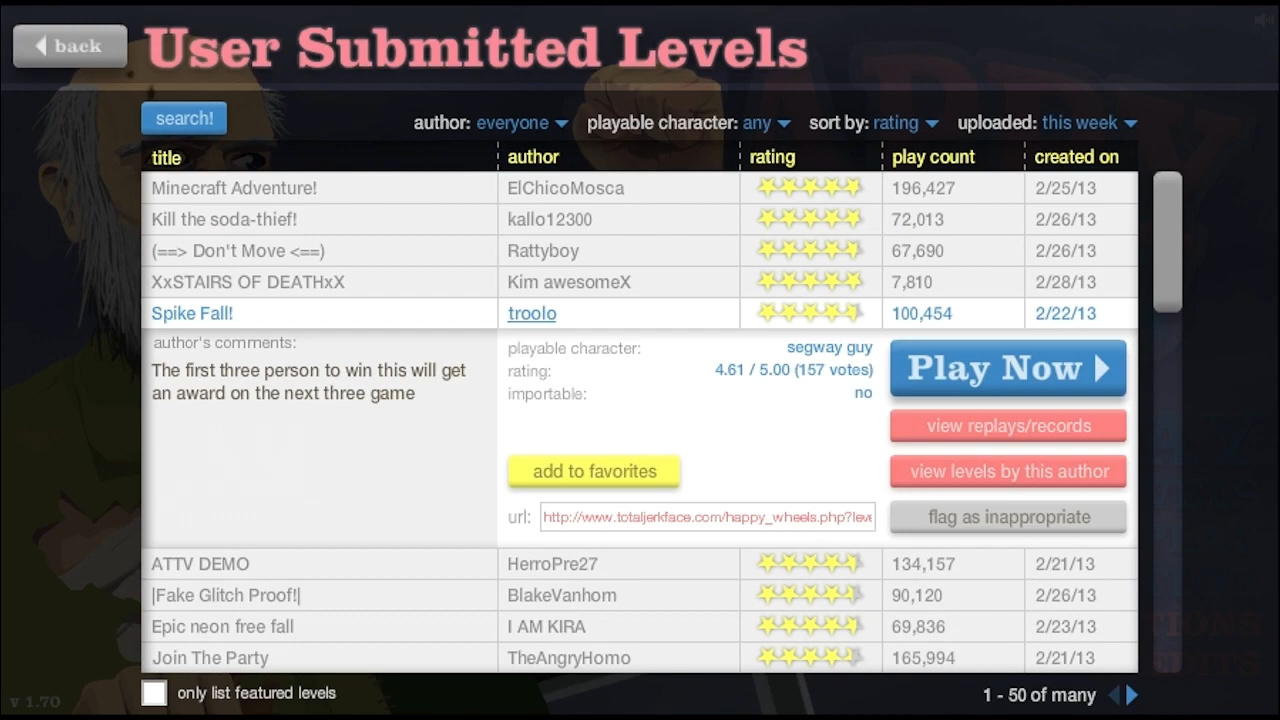 back
User Submitted Levels
search!
author: everyone playable character: any sort by: rating uploaded: this week
title author rating play count created on
Minecraft Adventure! ElChicoMosca 196,427 2/25/13
Kill the soda-thief! kallo12300 72,013 2/26/13
(==> Don't Move <==) Rattyboy 67,690 2/26/13
XxSTAIRS OF DEATHxX Kim awesomeX 7,810 2/28/13
Spike Fall! troolo 100,454 2/22/13
author's comments:
The first three person to win this will get
an award on the next three game
playable character: segway guy
rating: 4.61 / 5.00 (157 votes)
importable: no
add to favorites
url: http://www.totaljerkface.com/happy_wheels.php?leve
Play Now
view replays/records
view levels by this author
flag as inappropriate
ATTV DEMO HerroPre27 134,157 2/21/13
|Fake Glitch Proof!| BlakeVanhorn 90,120 2/26/13
Epic neon free fall I AM KIRA 69,836 2/23/13
Join The Party TheAngryHomo 165,994 2/21/13
only list featured levels
1 - 50 of many
v 1.70